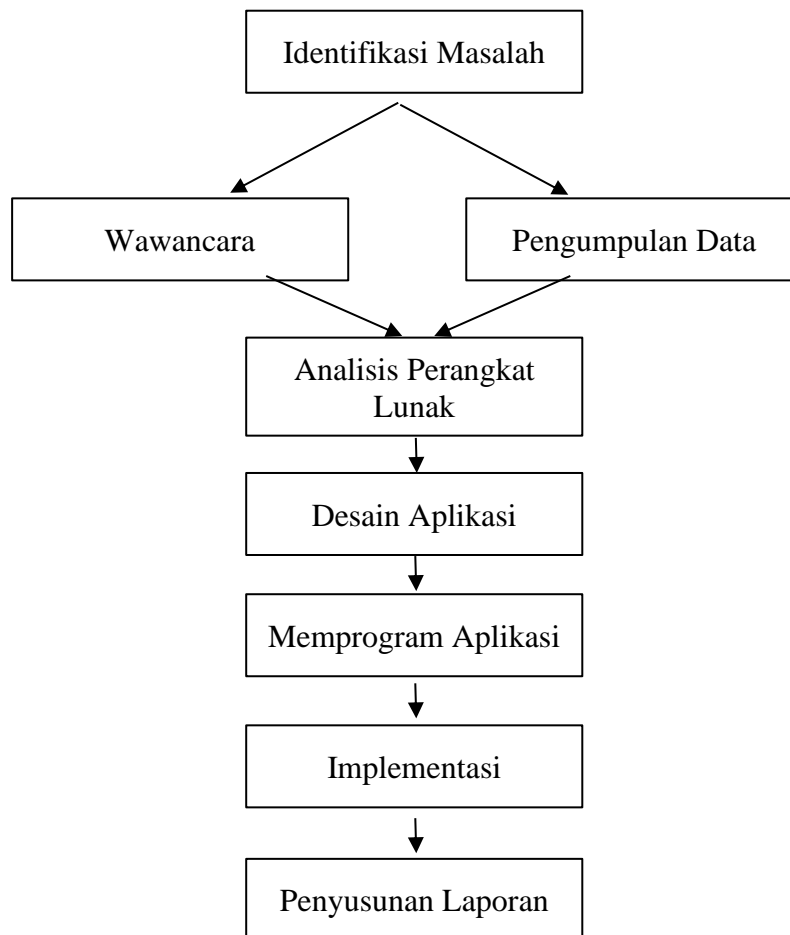 Identifikasi Masalah
Wawancara
Pengumpulan Data
Analisis Perangkat
Lunak
Desain Aplikasi
Memprogram Aplikasi
Implementasi
Penyusunan Laporan